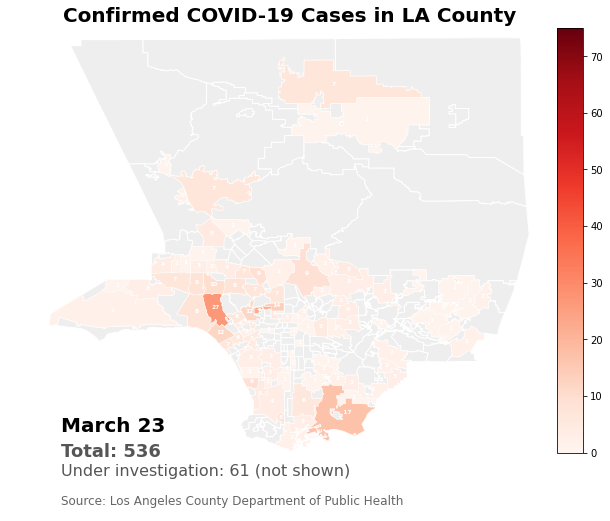 Confirmed COVID-19 Cases in LA County
70
60
50
40
30
20
10
0
27
17
March 23
Total: 536
Under investigation: 61 (not shown)
Source: Los Angeles County Department of Public Health